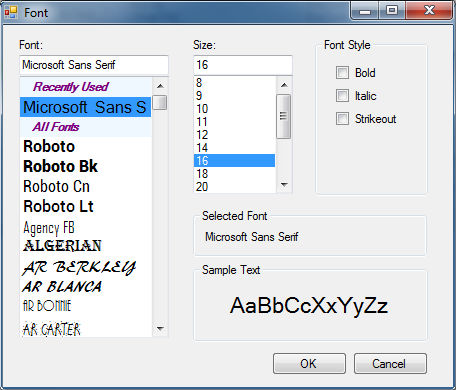 Font
Font:
Microsoft Sans Serif
Recently Used
Microsoft Sans S
All Fonts
Roboto
Roboto Bk
Roboto Cn
Roboto Lt
Agency FB
ALGERIAN
AR BERKLEY
AR BLANCA
AR BONNIE
AR CARTER
Size:
16
8
9
10
11
12
14
16
18
20
Font Style
Bold
Italic
Strikeout
Selected Font
Microsoft Sans Serif
Sample Text
AaBbCcXxYyZz
OK
Cancel